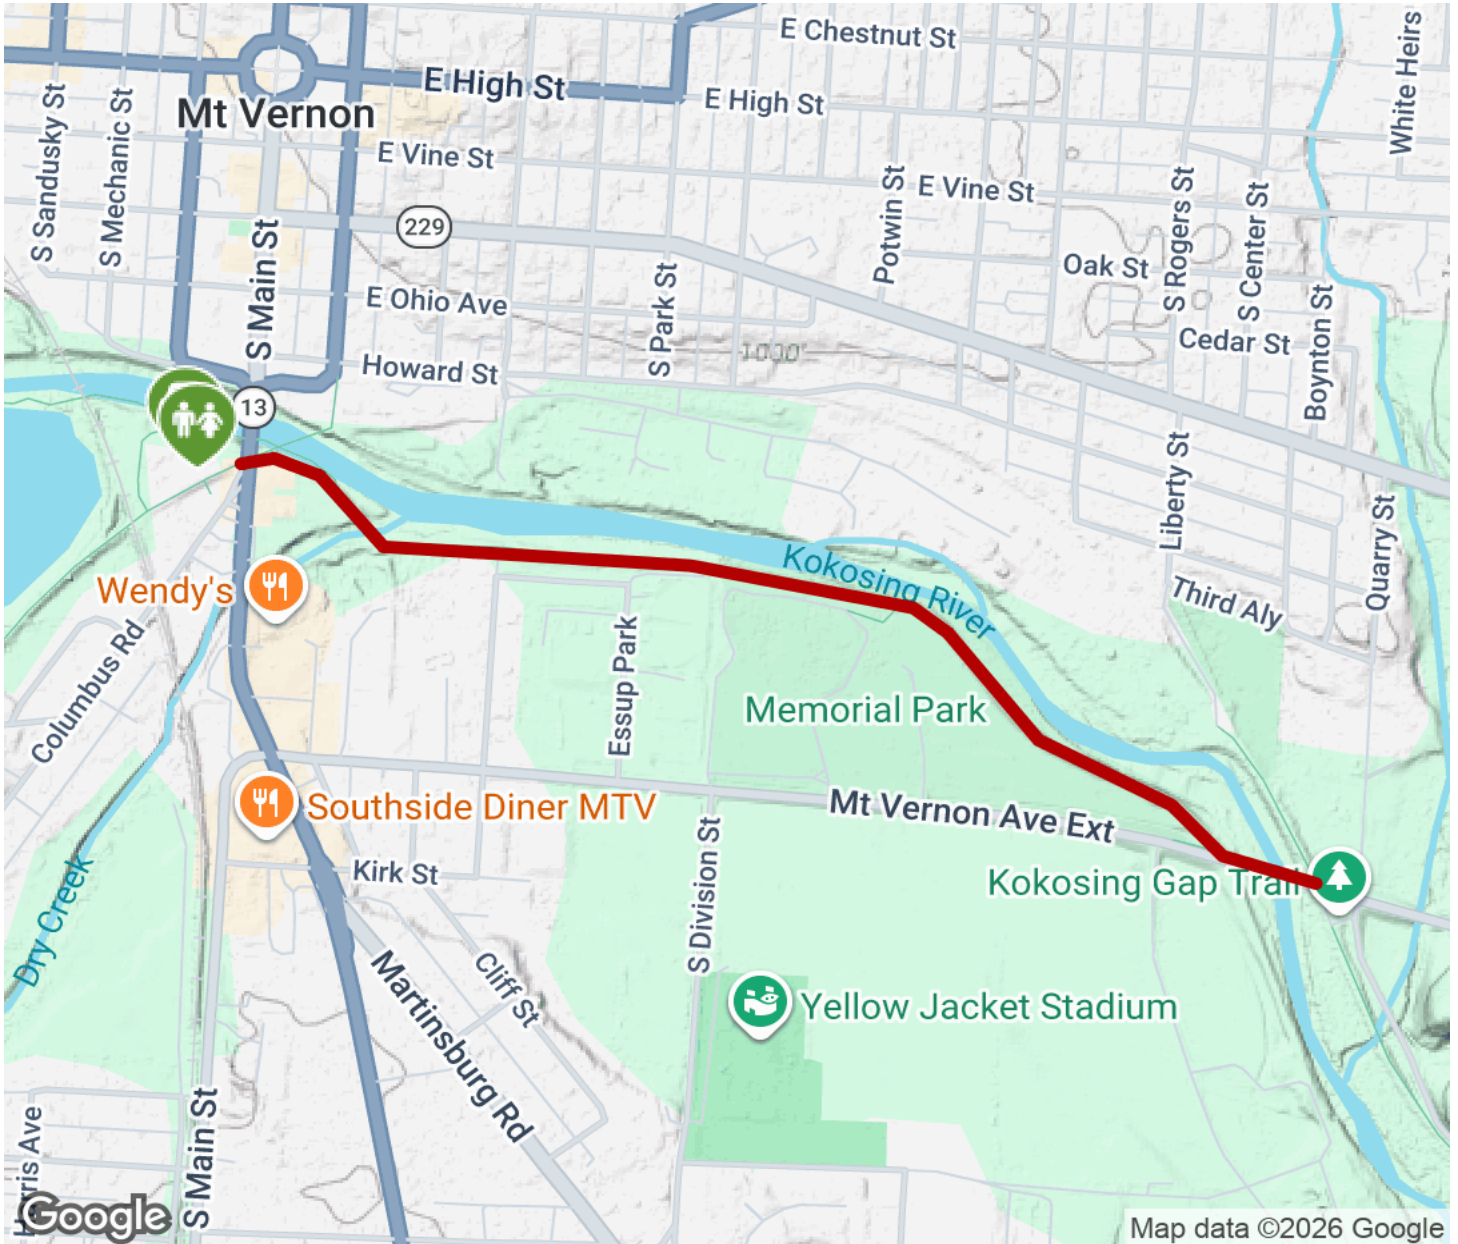 E Chestnut St
White Heirs
E High St
E High St
Mt Vernon
S Sandusky St
S Mechanic St
E Vine St
E Vine St
Potwin St
S Rogers St
S Center St
229
S Main St
Oak St
E Ohio Ave
S Park St
Boynton St
Cedar St
1000
Howard St
13
Liberty St
Quarry St
Kokosing River
Wendy's
Third Aly
Columbus Rd
Essup Park
Memorial Park
Southside Diner MTV
Mt Vernon Ave Ext
Kirk St
S Division St
Kokosing Gap Trail
Dry Creek
Cliff St
Martinsburg Rd
Yellow Jacket Stadium
S Main St
Harris Ave
Google
Map data ©2026 Google